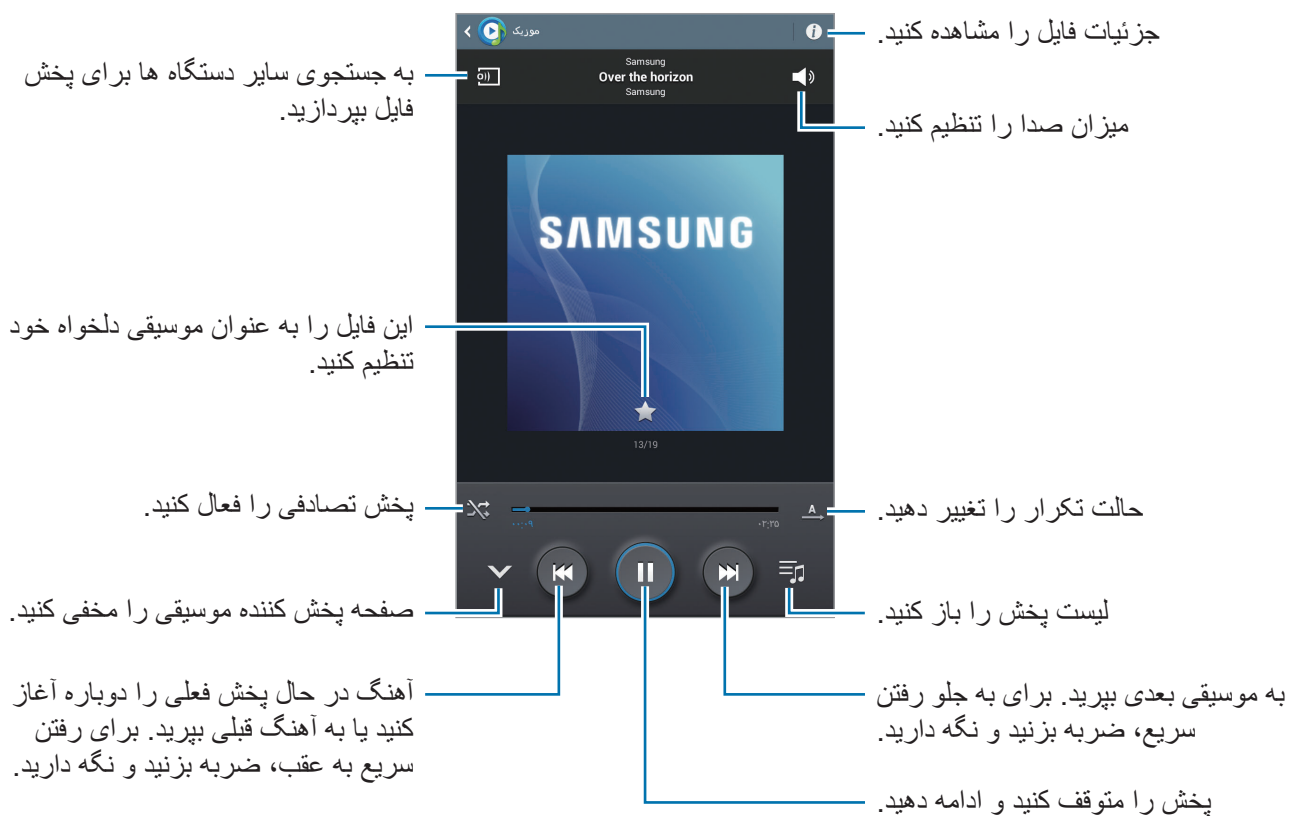 موزیک
Samsung
Over the horizon
Samsung
SAMSUNG
13/19
۰۰:۰۹
۰۳:۳۵
A
جزئیات فایل را مشاهده کنید.
میزان صدا را تنظیم کنید.
حالت تکرار را تغییر دهید.
لیست پخش را باز کنید.
به موسیقی بعدی بپرید. برای به جلو رفتن
سریع، ضربه بزنید و نگه دارید.
پخش را متوقف کنید و ادامه دهید.
به جستجوی سایر دستگاه ها برای پخش
فایل بپردازید.
این فایل را به عنوان موسیقی دلخواه خود
تنظیم کنید.
پخش تصادفی را فعال کنید.
صفحه پخش کننده موسیقی را مخفی کنید.
آهنگ در حال پخش فعلی را دوباره آغاز
کنید یا به آهنگ قبلی بپرید. برای رفتن
سریع به عقب، ضربه بزنید و نگه دارید.